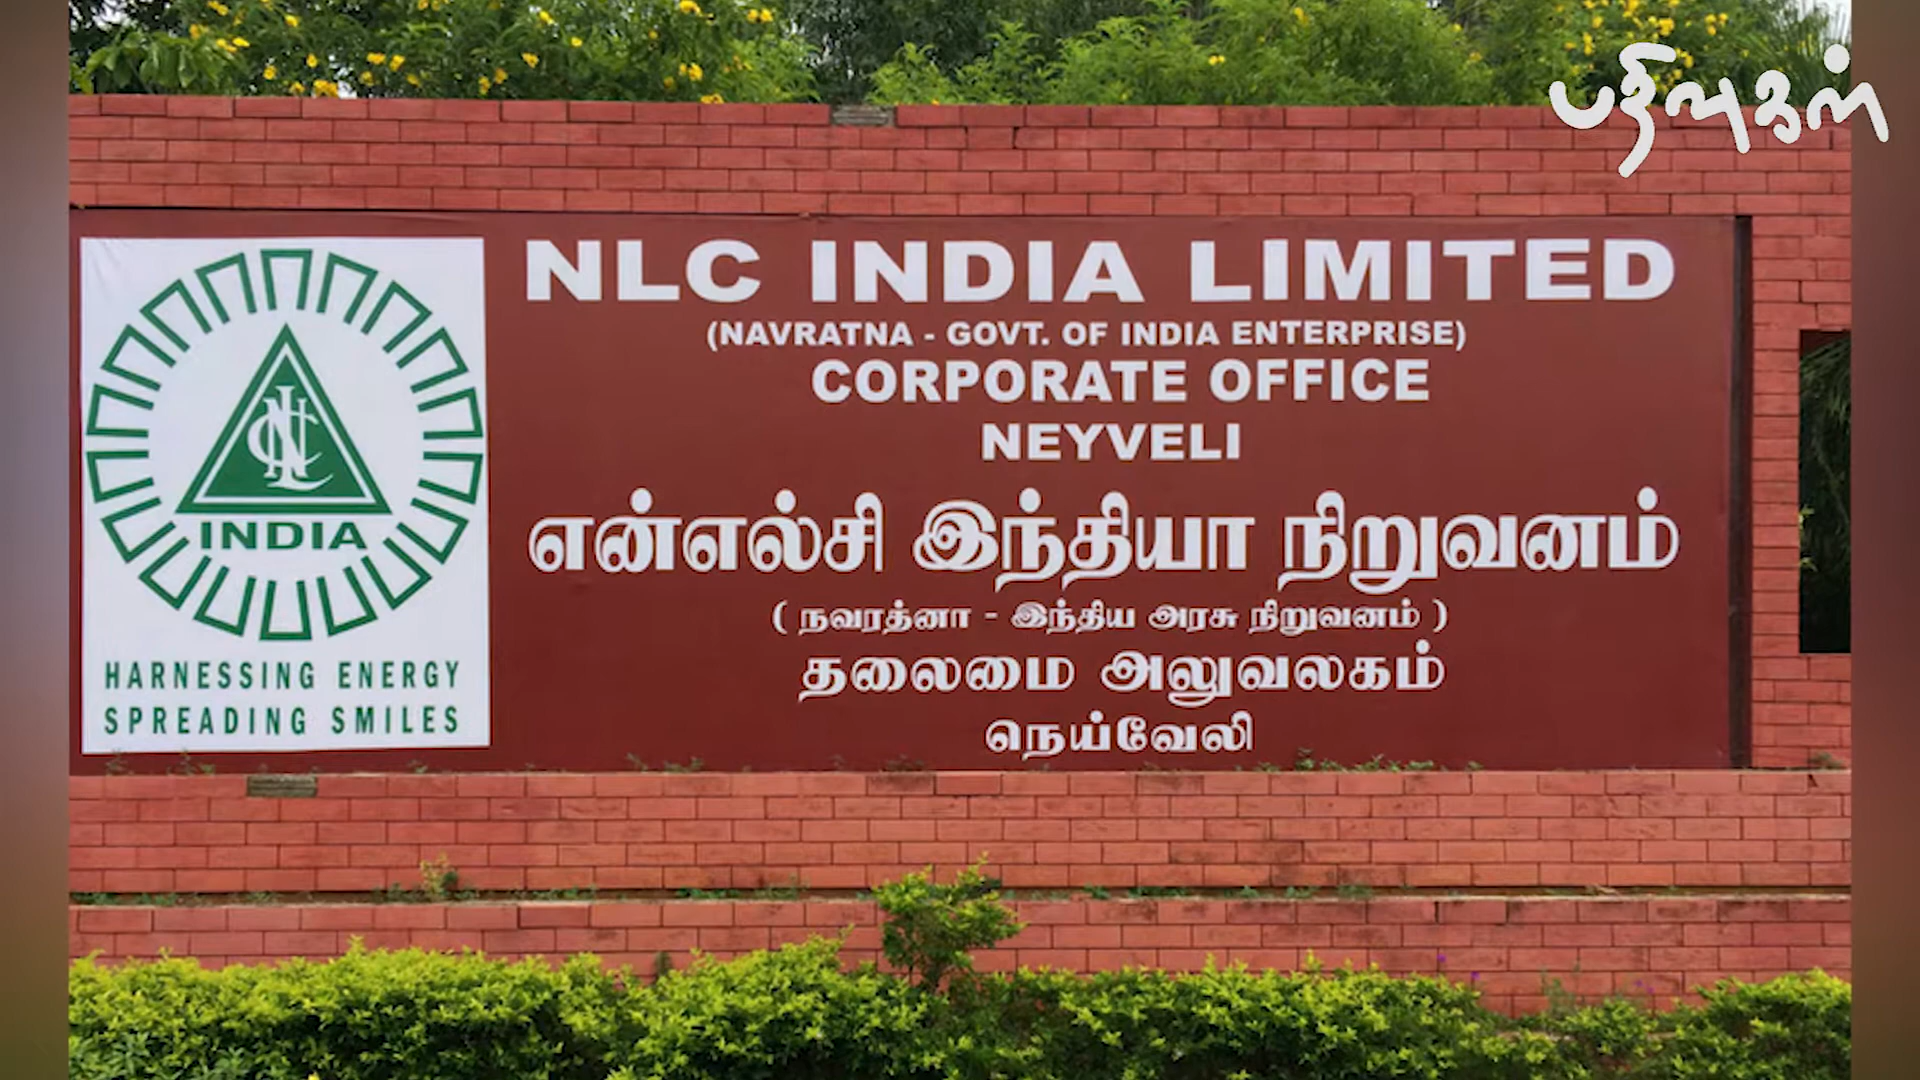 பதிவுகள்
NLC INDIA LIMITED
(NAVRATNA - GOVT. OF INDIA ENTERPRISE)
CORPORATE OFFICE
NEYVELI
என்எல்சி இந்தியா நிறுவனம்
( நவரத்னா - இந்திய அரசு நிறுவனம் )
தலைமை அலுவலகம்
நெய்வேலி
NLC
INDIA
HARNESSING ENERGY
SPREADING SMILES